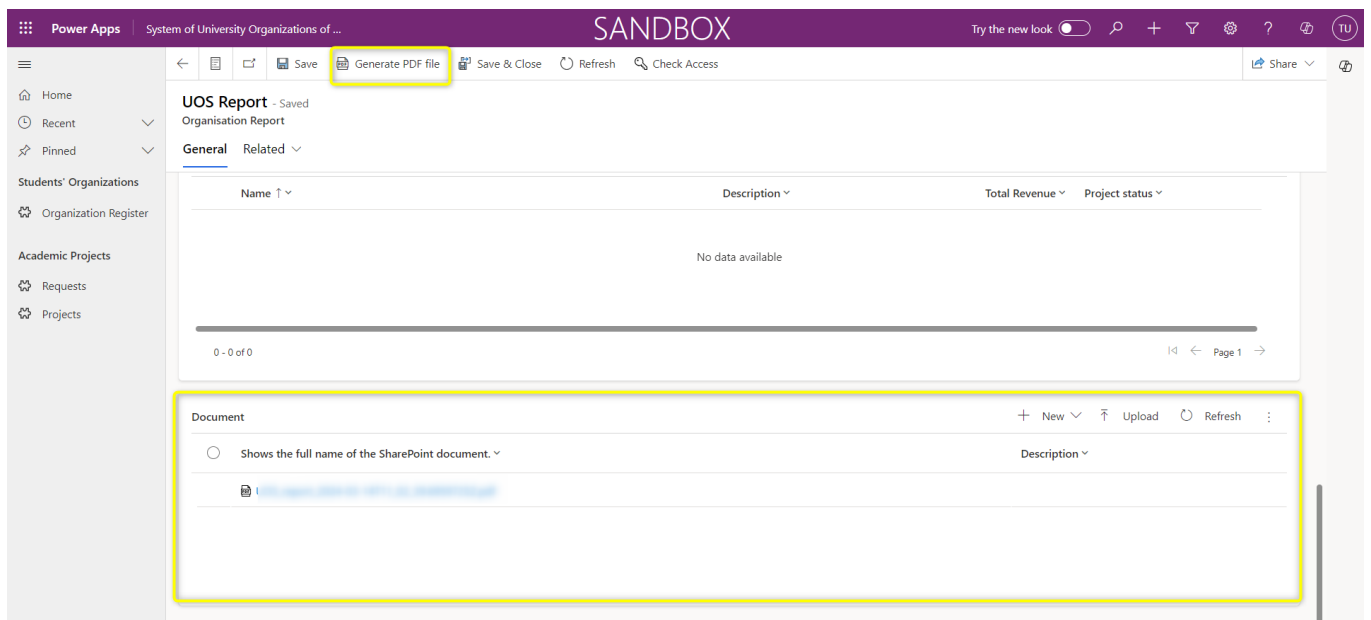 Power Apps System of University Organizations of ... SANDBOX Try the new look TU
Save Generate PDF file Save & Close Refresh Check Access Share
Home
Recent
Pinned
Students' Organizations
Organization Register
Academic Projects
Requests
Projects
UOS Report - Saved
Organisation Report
General Related
Name ↑ Description Total Revenue Project status
No data available
0 - 0 of 0 Page 1
Document New Upload Refresh
Shows the full name of the SharePoint document. Description